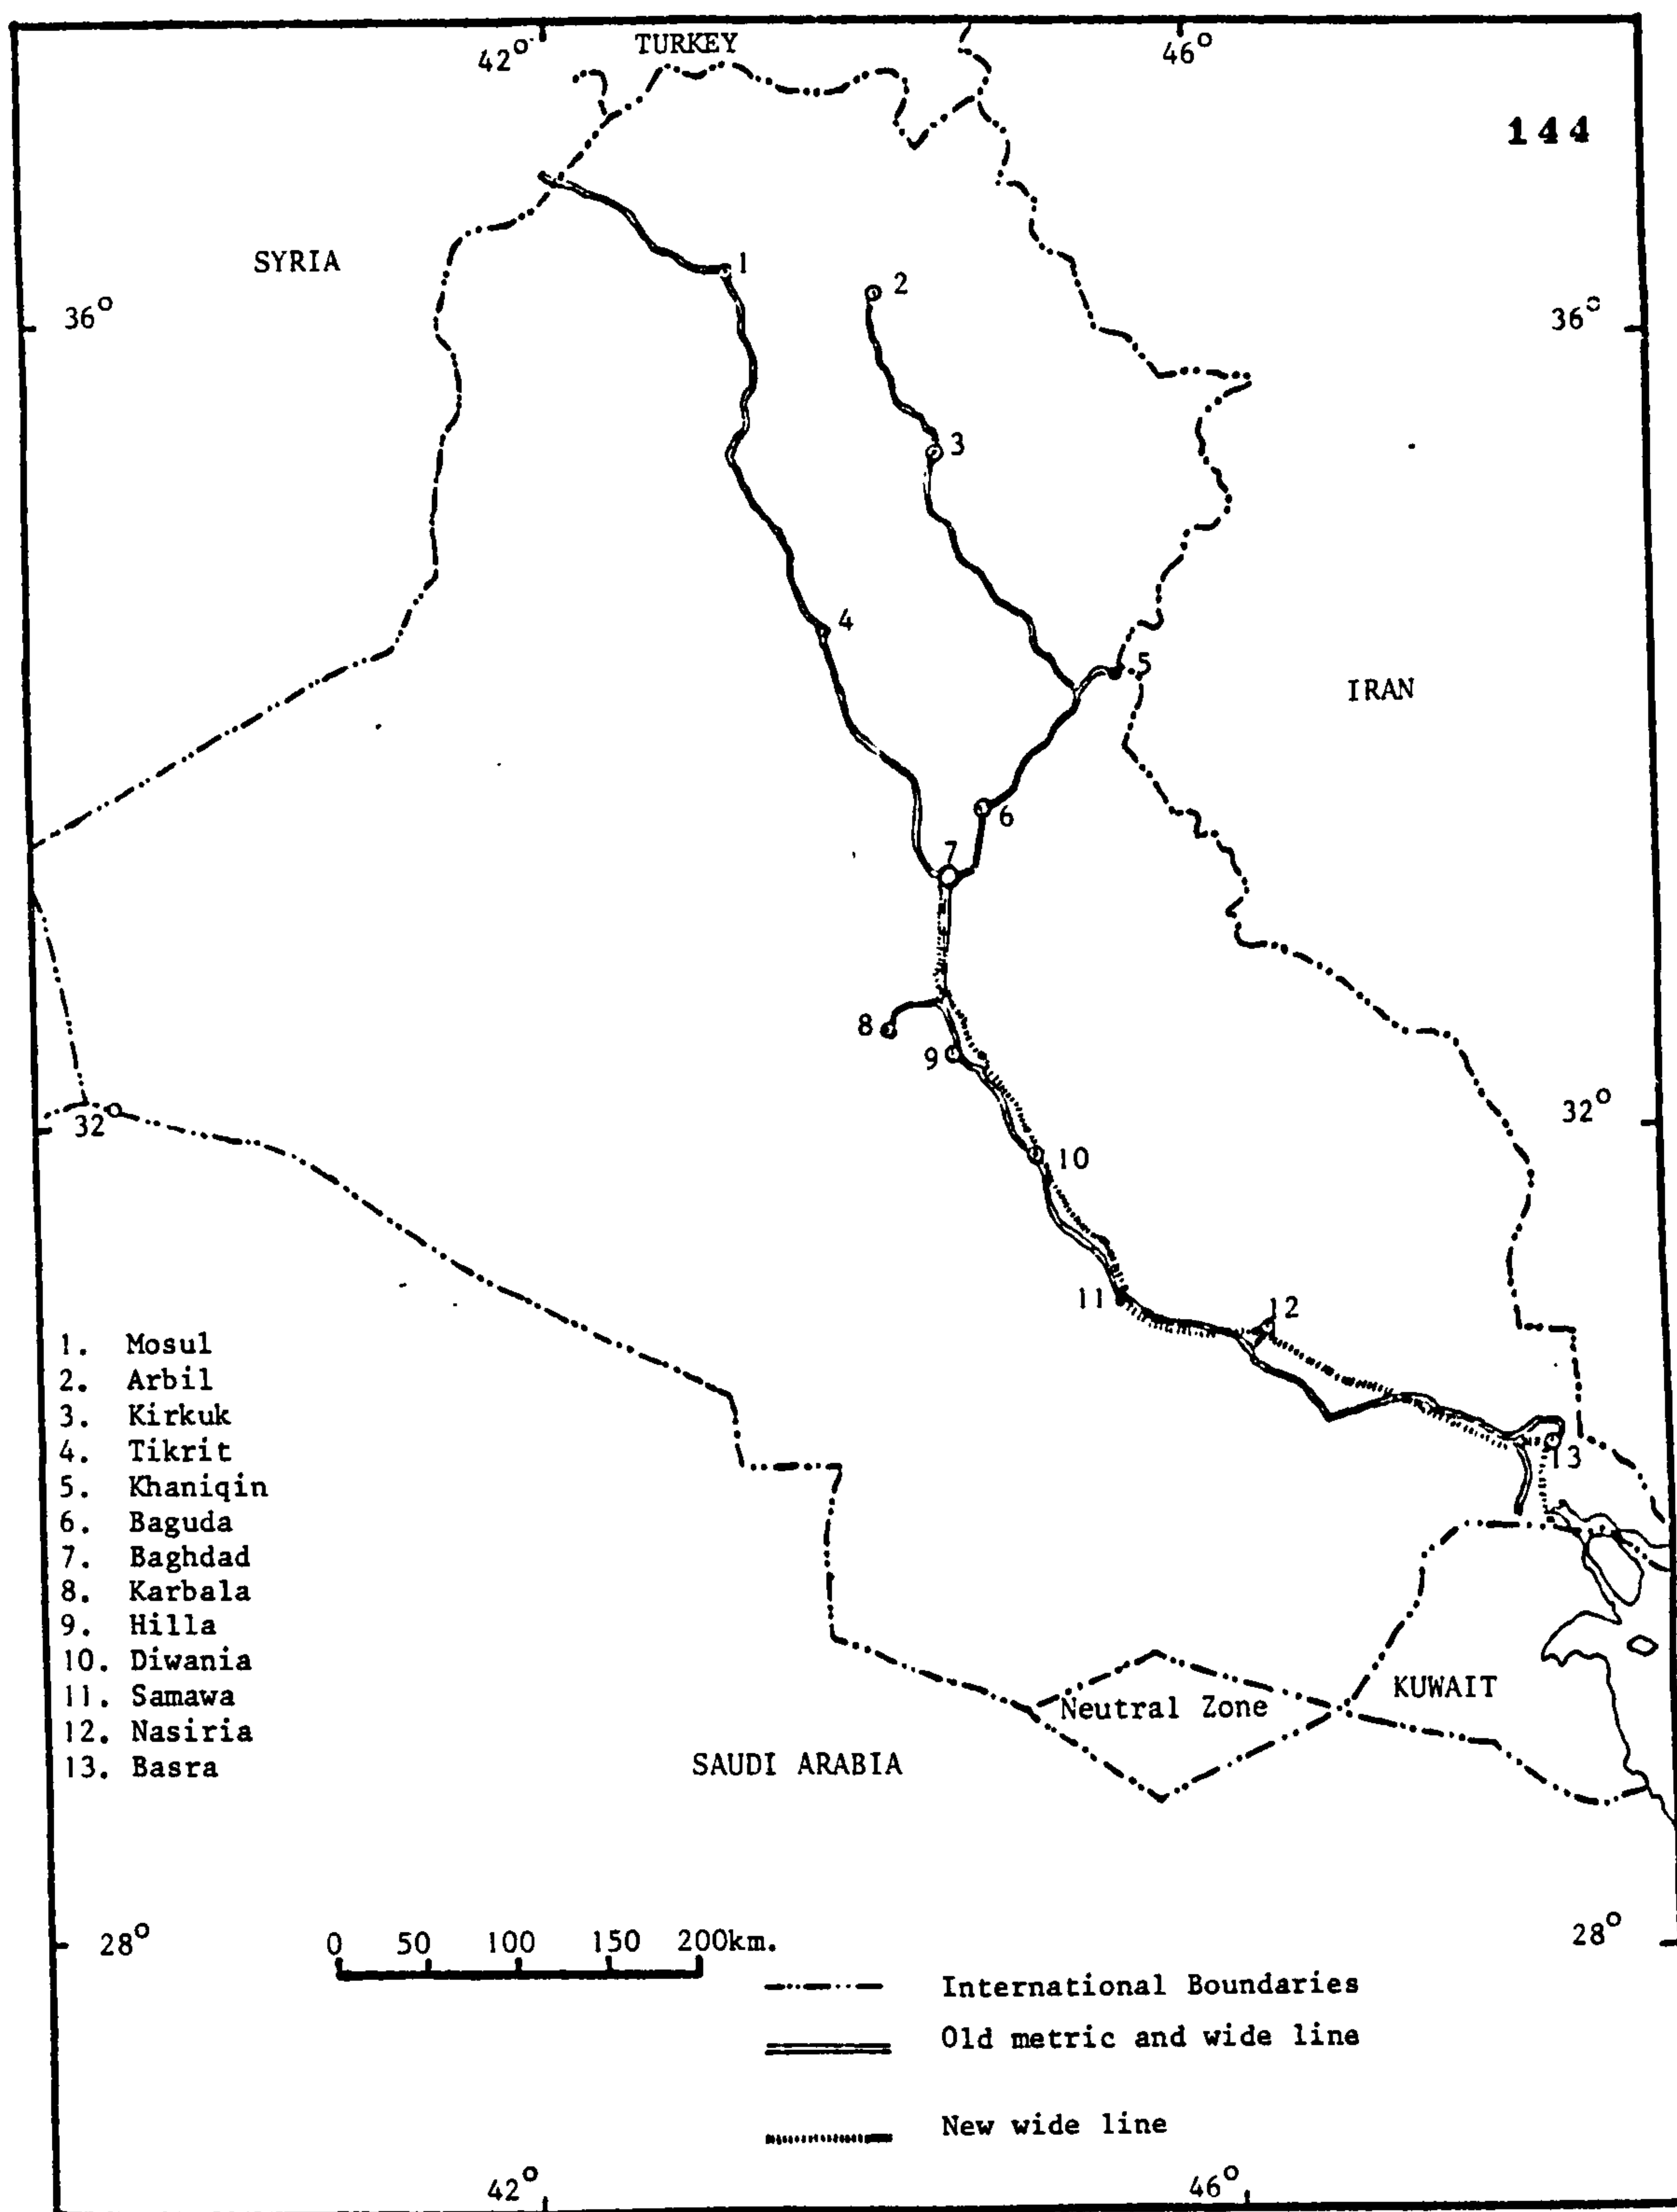 42° TURKEY 46°
144
SYRIA
1
2
36° 36°
3
4
5
IRAN
6
7
8
9
32° 32°
10
11
12
13
1. Mosul
2. Arbil
3. Kirkuk
4. Tikrit
5. Khaniqin
6. Baguda
7. Baghdad
8. Karbala
9. Hilla
10. Diwania
11. Samawa
12. Nasiria
13. Basra
Neutral Zone
KUWAIT
SAUDI ARABIA
28° 28°
0 50 100 150 200km.
International Boundaries
Old metric and wide line
New wide line
42° 46°